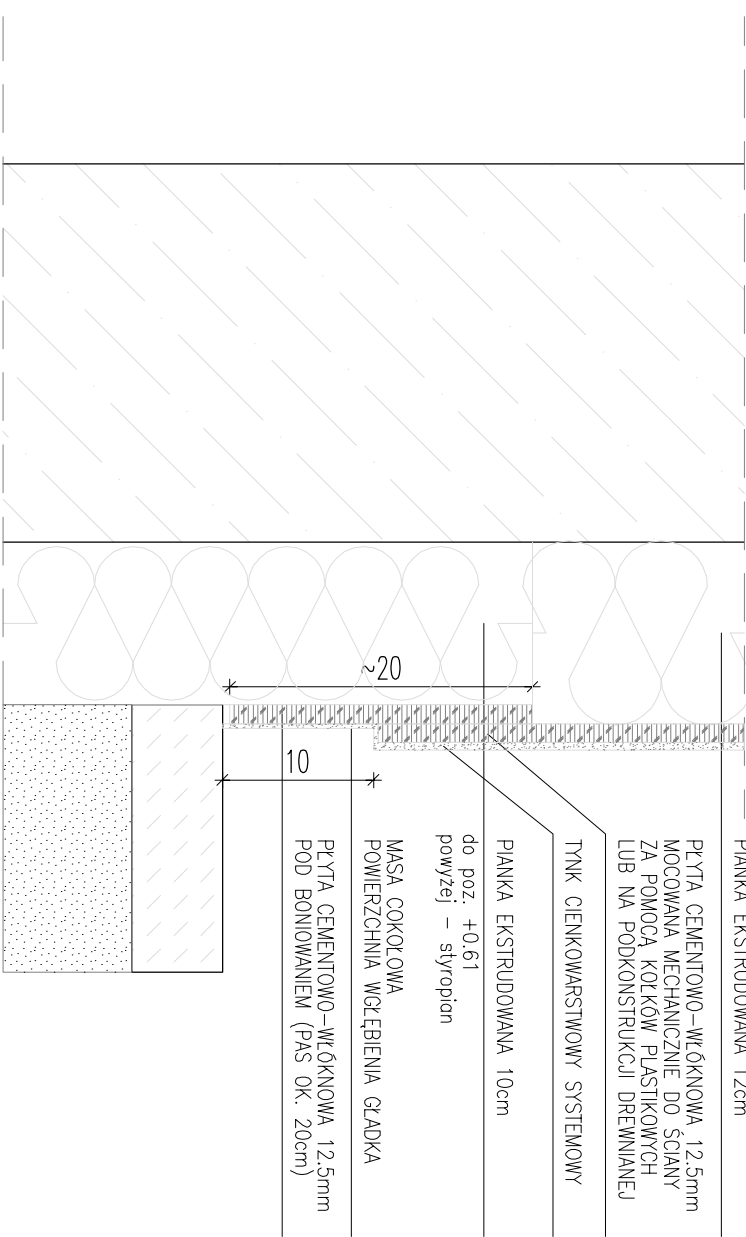 PIANKA EKSTRUDOWANA 12cm
PŁYTA CEMENTOWO-WŁÓKNOWA 12.5mm
MOCOWANA MECHANICZNIE DO ŚCIANY
ZA POMOCĄ KOŁKÓW PLASTIKOWYCH
LUB NA PODKONSTRUKCJI DREWNIANEJ
TYNK CIENKOWARSTWOWY SYSTEMOWY
PIANKA EKSTRUDOWANA 10cm
do poz. +0.61
powyżej - styropian
MASA COKOŁOWA
POWIERZCHNIA WGŁĘBIENIA GŁADKA
PŁYTA CEMENTOWO-WŁÓKNOWA 12.5mm
POD BONIOWANIEM (PAS OK. 20cm)
~20
10